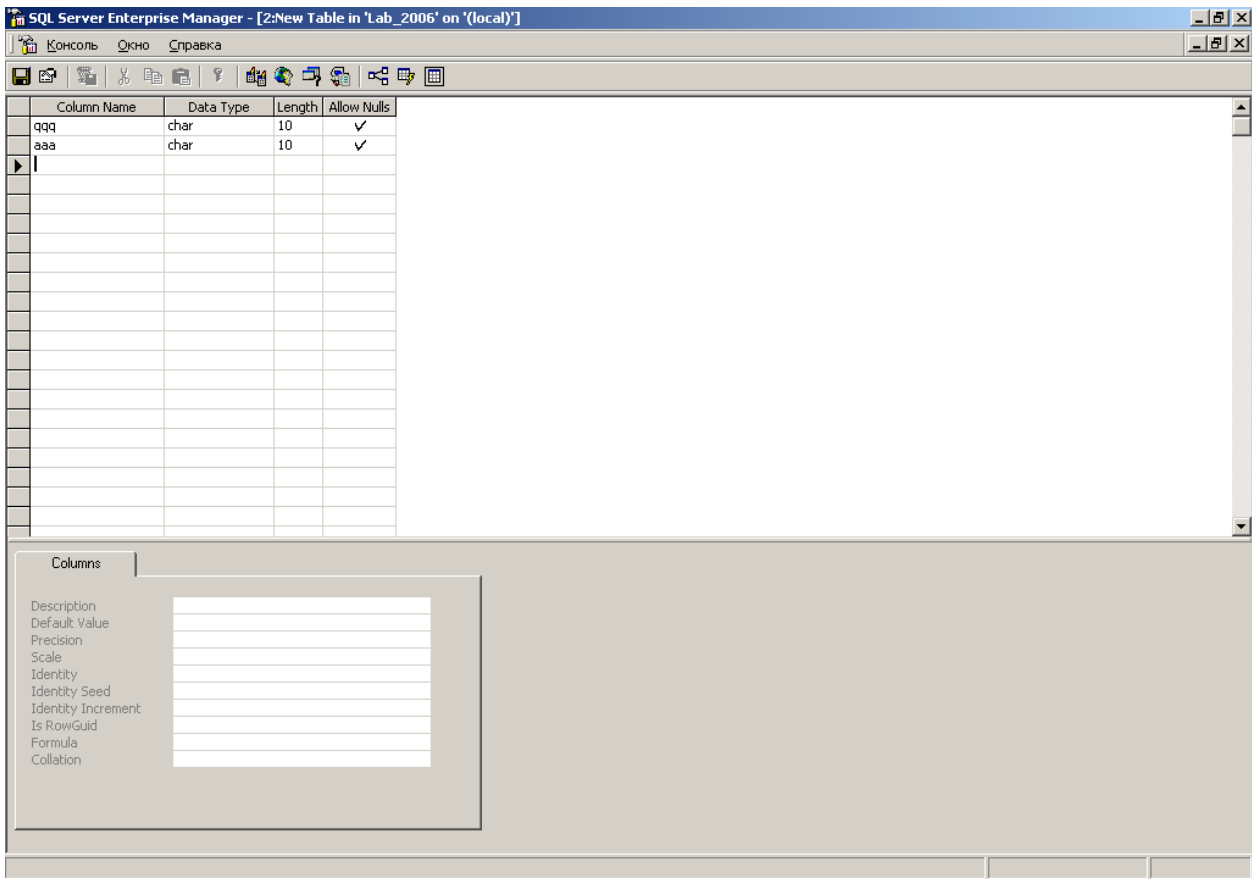 SQL Server Enterprise Manager - [2:New Table in 'Lab_2006' on '(local)']
Консоль Окно Справка
Column Name Data Type Length Allow Nulls
qqq char 10
aaa char 10
Columns
Description
Default Value
Precision
Scale
Identity
Identity Seed
Identity Increment
Is RowGuid
Formula
Collation